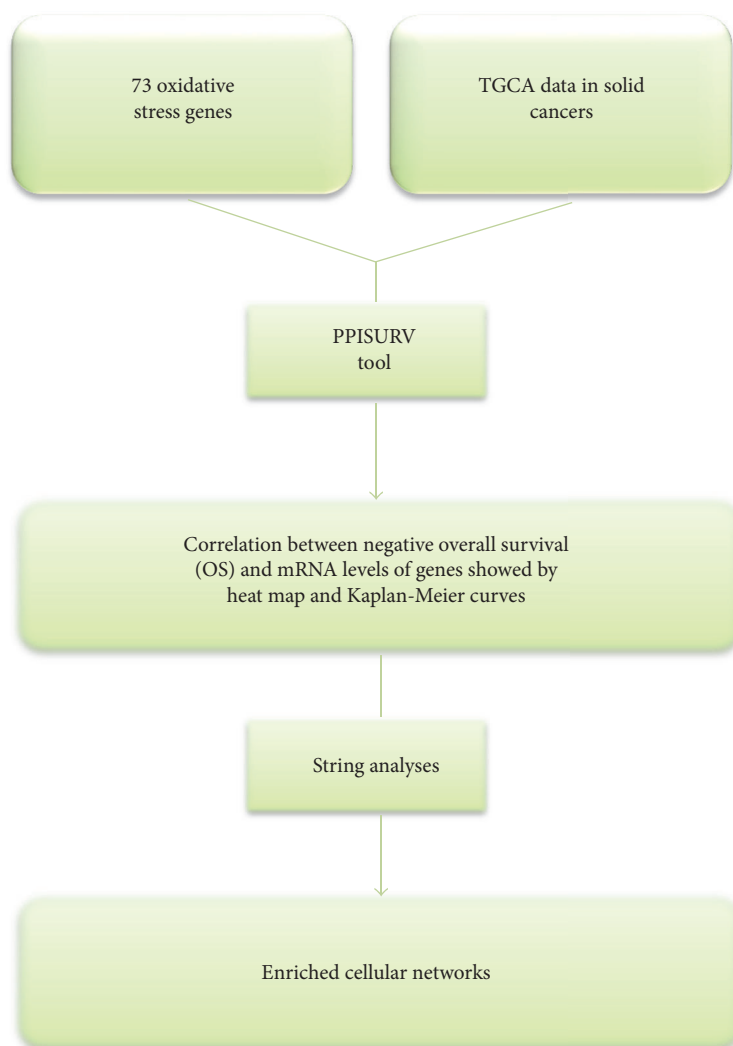 73 oxidative
stress genes
TGCA data in solid
cancers
PPISURV
tool
Correlation between negative overall survival
(OS) and mRNA levels of genes showed by
heat map and Kaplan-Meier curves
String analyses
Enriched cellular networks